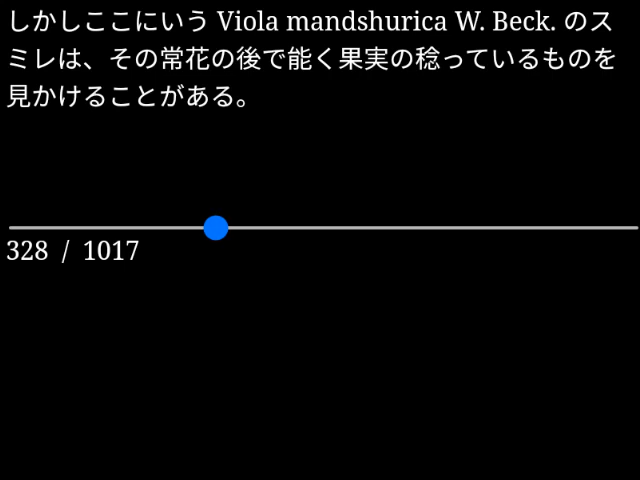 しかしここにいう Viola mandshurica W. Beck. のス
ミレは、その常花の後で能く果実の稔っているものを
見かけることがある。
328 / 1017